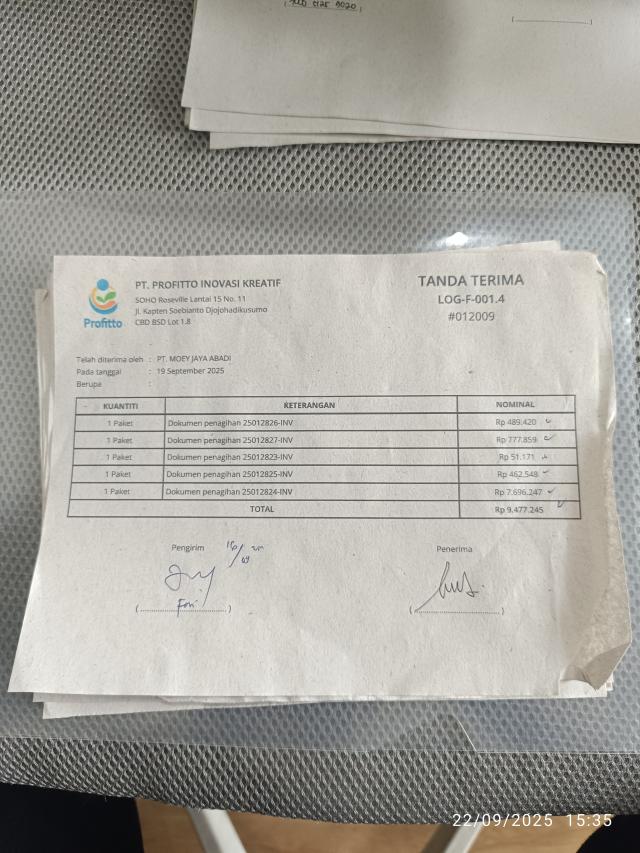 PT. PROFITTO INOVASI KREATIF
SOHO Roseville Lantai 15 No. 11
Jl. Kapten Soebianto Djojohadikusumo
CBD BSD Lot 1.8
Profitto
TANDA TERIMA
LOG-F-001.4
#012009
Telah diterima oleh : PT. MOEY JAYA ABADI
Pada tanggal : 19 September 2025
Berupa :
KUANTITI KETERANGAN NOMINAL
1 Paket Dokumen penagihan 25012826-INV Rp 489.420
1 Paket Dokumen penagihan 25012827-INV Rp 777.859
1 Paket Dokumen penagihan 25012823-INV Rp 51.171
1 Paket Dokumen penagihan 25012825-INV Rp 462.548
1 Paket Dokumen penagihan 25012824-INV Rp 7.696.247
TOTAL Rp 9.477.245
Pengirim
Penerima
(........................)
(........................)
22/09/2025 15:35